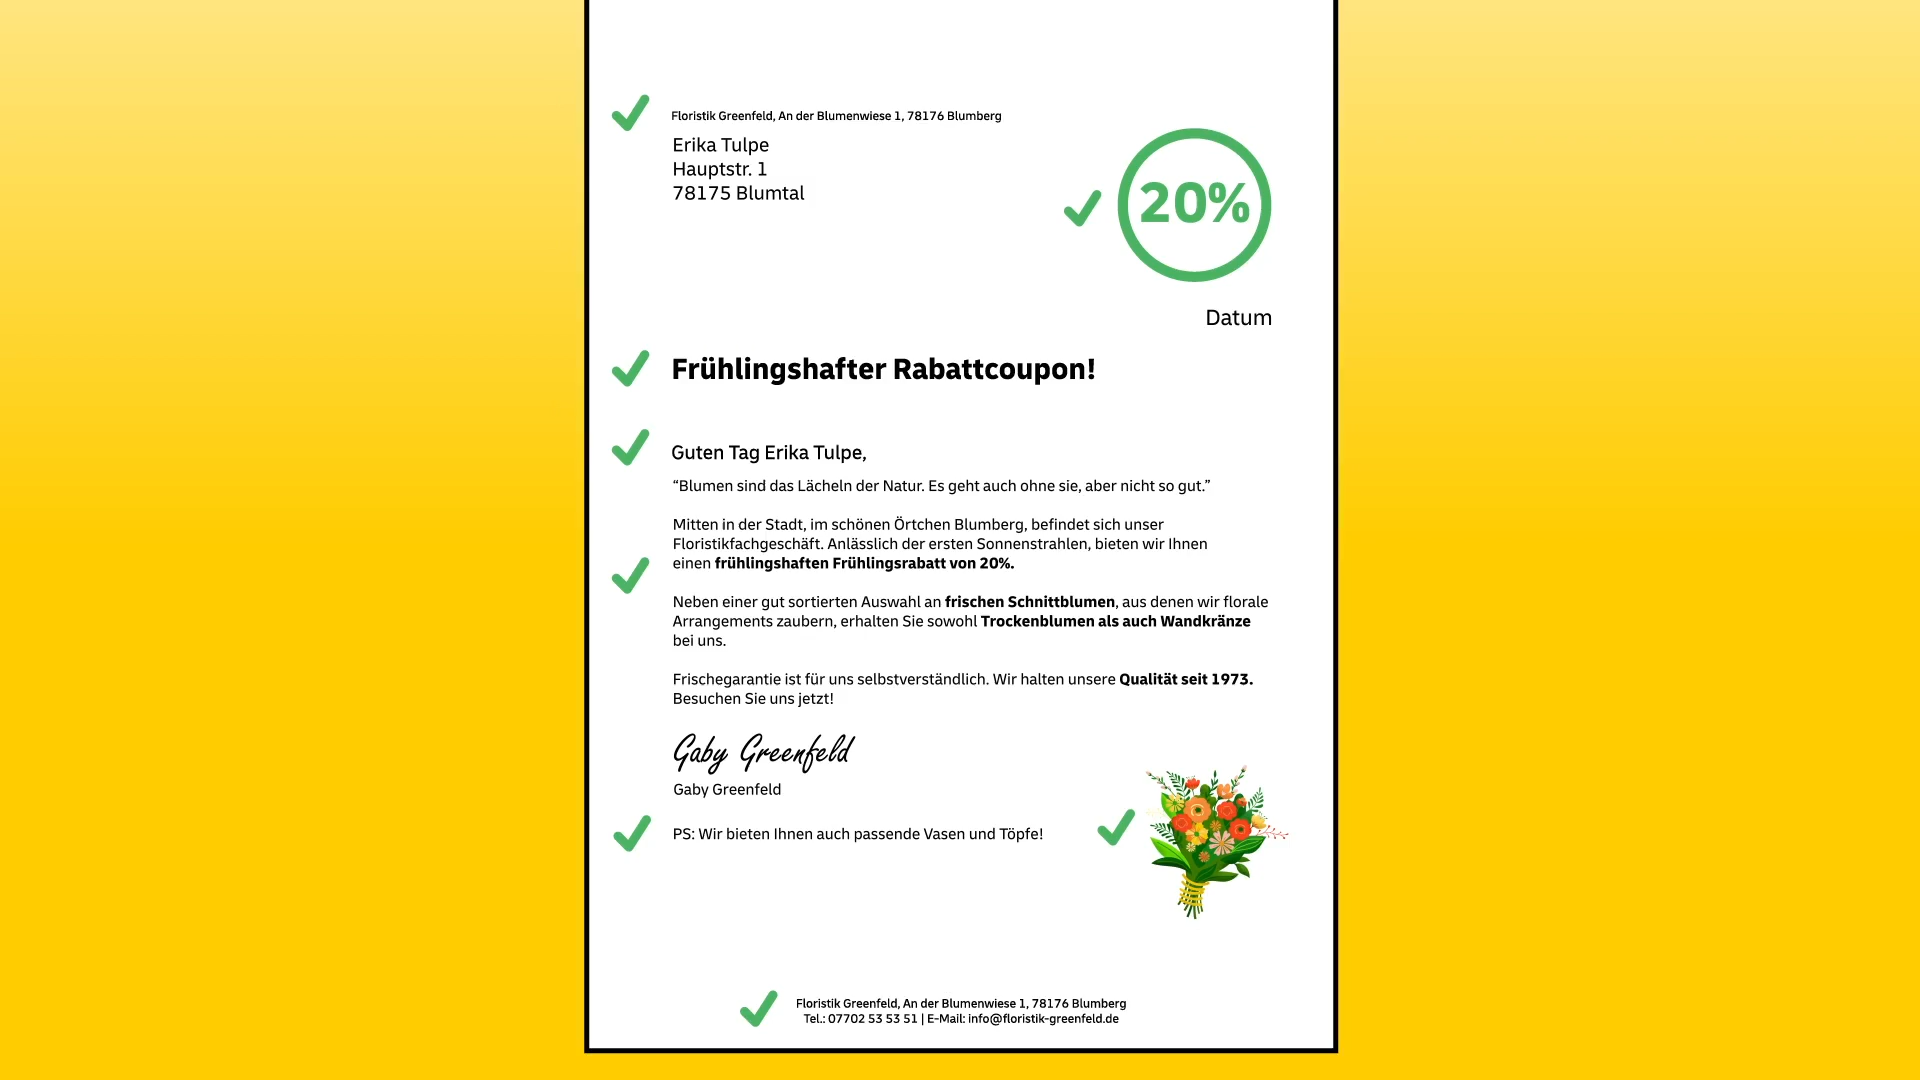 Floristik Greenfeld, An der Blumenwiese 1, 78176 Blumberg
Erika Tulpe
Hauptstr. 1
78175 Blumtal
20%
Datum
Frühlingshafter Rabattcoupon!
Guten Tag Erika Tulpe,
“Blumen sind das Lächeln der Natur. Es geht auch ohne sie, aber nicht so gut.”
Mitten in der Stadt, im schönen Örtchen Blumberg, befindet sich unser
Floristikfachgeschäft. Anlässlich der ersten Sonnenstrahlen, bieten wir Ihnen
einen frühlingshaften Frühlingsrabatt von 20%.
Neben einer gut sortierten Auswahl an frischen Schnittblumen, aus denen wir florale
Arrangements zaubern, erhalten Sie sowohl Trockenblumen als auch Wandkränze
bei uns.
Frischegarantie ist für uns selbstverständlich. Wir halten unsere Qualität seit 1973.
Besuchen Sie uns jetzt!
Gaby Greenfeld
Gaby Greenfeld
PS: Wir bieten Ihnen auch passende Vasen und Töpfe!
Floristik Greenfeld, An der Blumenwiese 1, 78176 Blumberg
Tel.: 07702 53 53 51 | E-Mail: info@floristik-greenfeld.de